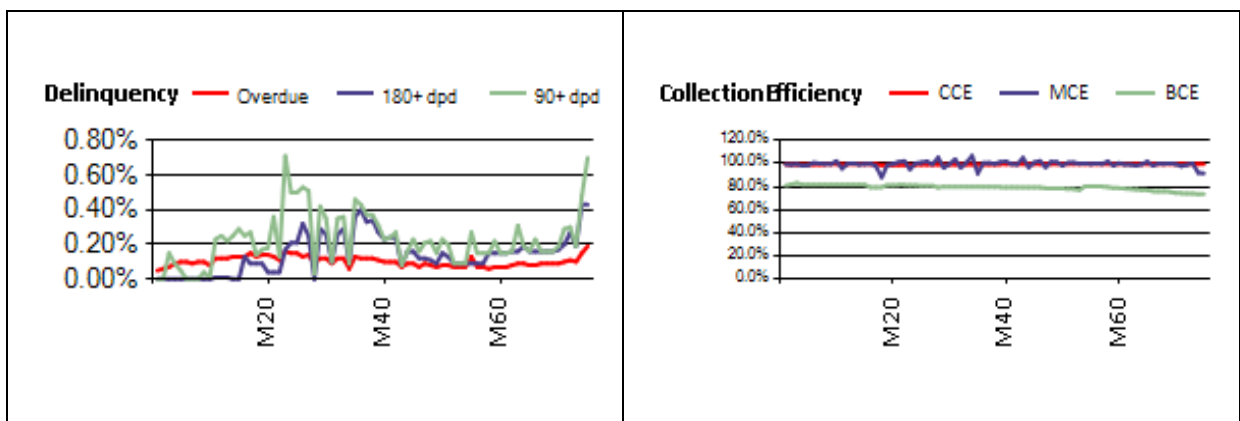 Delinquency Overdue 180+ dpd 90+ dpd
0.80%
0.60%
0.40%
0.20%
0.00%
M20
M40
M60
Collection Efficiency CCE MCE BCE
120.0%
100.0%
80.0%
60.0%
40.0%
20.0%
0.0%
M20
M40
M60